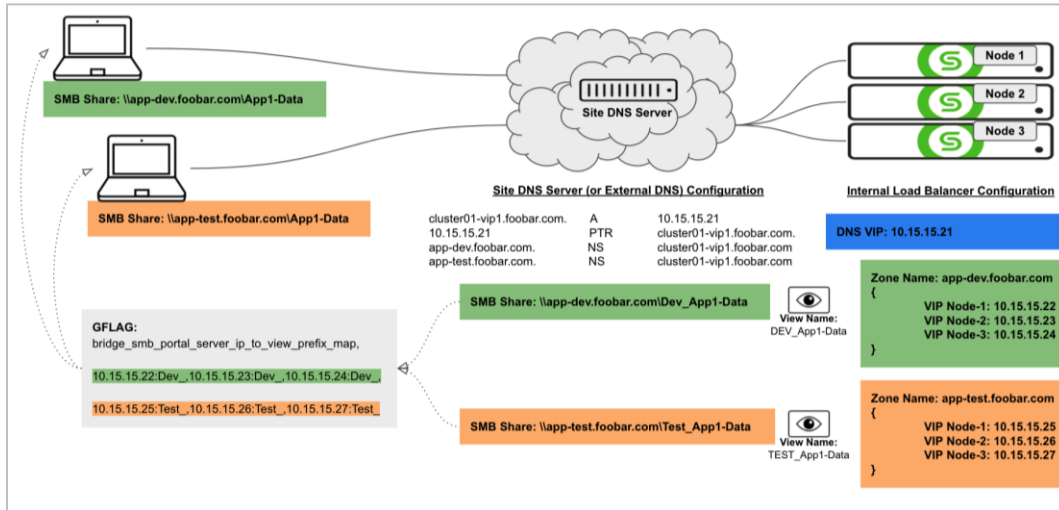 SMB Share: \\app-dev.foobar.com\App1-Data
SMB Share: \\app-test.foobar.com\App1-Data
Site DNS Server
Node 1
Node 2
Node 3
Site DNS Server (or External DNS) Configuration
cluster01-vip1.foobar.com. A 10.15.15.21
10.15.15.21 PTR cluster01-vip1.foobar.com.
app-dev.foobar.com. NS cluster01-vip1.foobar.com
app-test.foobar.com. NS cluster01-vip1.foobar.com
Internal Load Balancer Configuration
DNS VIP: 10.15.15.21
GFLAG:
bridge_smb_portal_server_ip_to_view_prefix_map,
10.15.15.22:Dev_,10.15.15.23:Dev_,10.15.15.24:Dev_,
10.15.15.25:Test_,10.15.15.26:Test_,10.15.15.27:Test_
SMB Share: \\app-dev.foobar.com\Dev_App1-Data
View Name:
DEV_App1-Data
Zone Name: app-dev.foobar.com
{
VIP Node-1: 10.15.15.22
VIP Node-2: 10.15.15.23
VIP Node-3: 10.15.15.24
}
SMB Share: \\app-test.foobar.com\Test_App1-Data
View Name:
TEST_App1-Data
Zone Name: app-test.foobar.com
{
VIP Node-1: 10.15.15.25
VIP Node-2: 10.15.15.26
VIP Node-3: 10.15.15.27
}